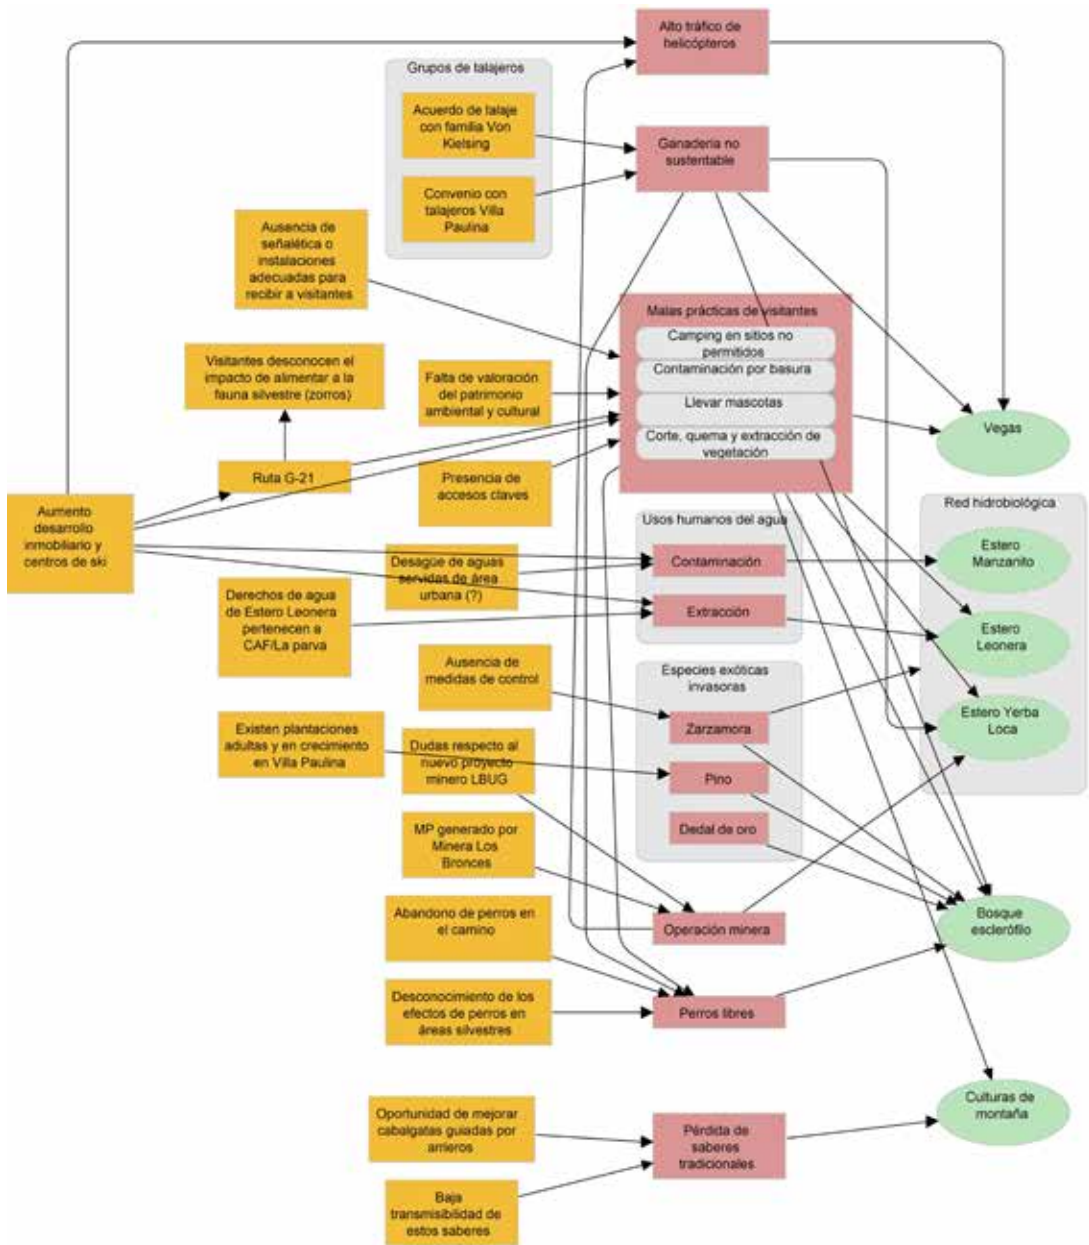 Alto tráfico de
helicópteros
Grupos de talajeros
Acuerdo de talaje
con familia Von
Kielsing
Ganaderia no
sustentable
Convenio con
talajeros Villa
Paulina
Ausencia de
señalética o
instalaciones
adecuadas para
recibir a visitantes
Malas prácticas de visitantes
Camping en sitios no
permitidos
Contaminación por basura
Llevar mascotas
Corte, quema y extracción de
vegetación
Visitantes desconocen el
impacto de alimentar a la
fauna silvestre (zorros)
Falta de valoración
del patrimonio
ambiental y cultural
Vegas
Ruta G-21
Presencia de
accesos claves
Aumento
desarrollo
inmobiliario y
centros de ski
Usos humanos del agua
Contaminación
Extracción
Red hidrobiológica
Estero
Manzanito
Estero
Leonera
Estero Yerba
Loca
Desagüe de aguas
servidas de área
urbana (?)
Derechos de agua
de Estero Leonera
pertenecen a
CAF/La parva
Ausencia de
medidas de control
Especies exóticas
invasoras
Zarzamora
Pino
Dedal de oro
Existen plantaciones
adultas y en crecimiento
en Villa Paulina
Dudas respecto al
nuevo proyecto
minero LBUG
MP generado por
Minera Los
Bronces
Operación minera
Bosque
esclerófilo
Abandono de perros en
el camino
Desconocimiento de los
efectos de perros en
áreas silvestres
Perros libres
Culturas de
montaña
Oportunidad de mejorar
cabalgatas guiadas por
arrieros
Pérdida de
saberes
tradicionales
Baja
transmisibilidad de
estos saberes